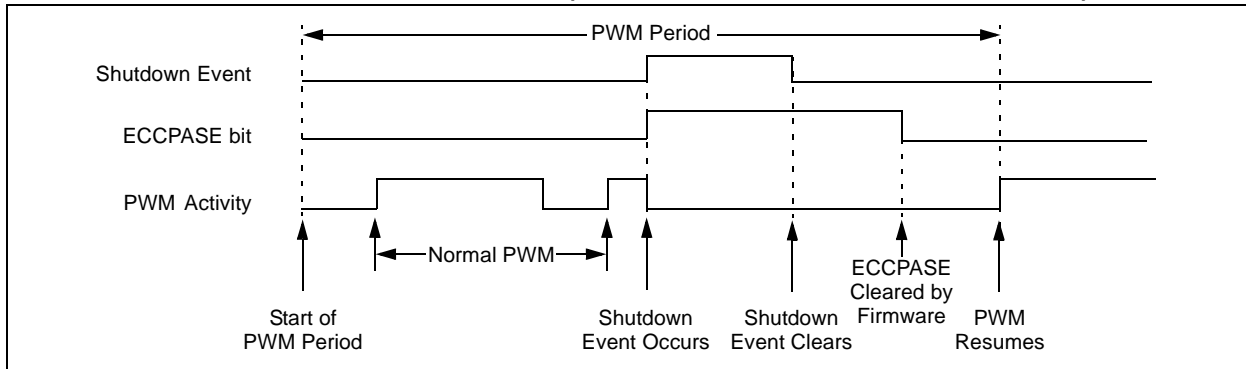 PWM Period
Shutdown Event
ECCPASE bit
PWM Activity
Normal PWM
Start of
PWM Period
Shutdown
Event Occurs
Shutdown
Event Clears
ECCPASE
Cleared by
Firmware
PWM
Resumes